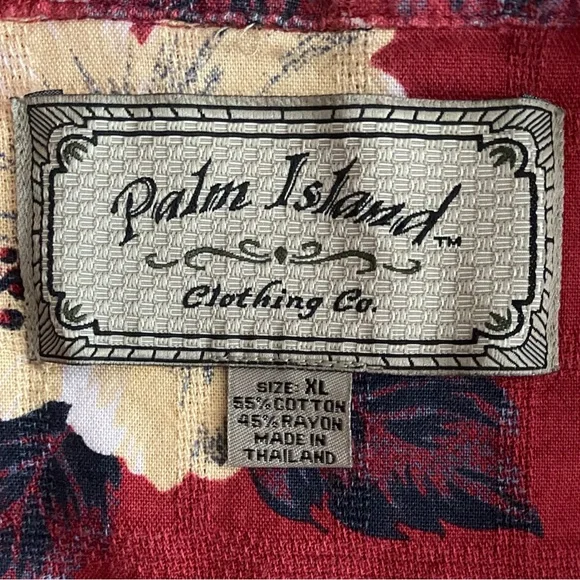 Palm Island™
Clothing Co.
SIZE: XL
55% COTTON
45% RAYON
MADE IN
THAILAND